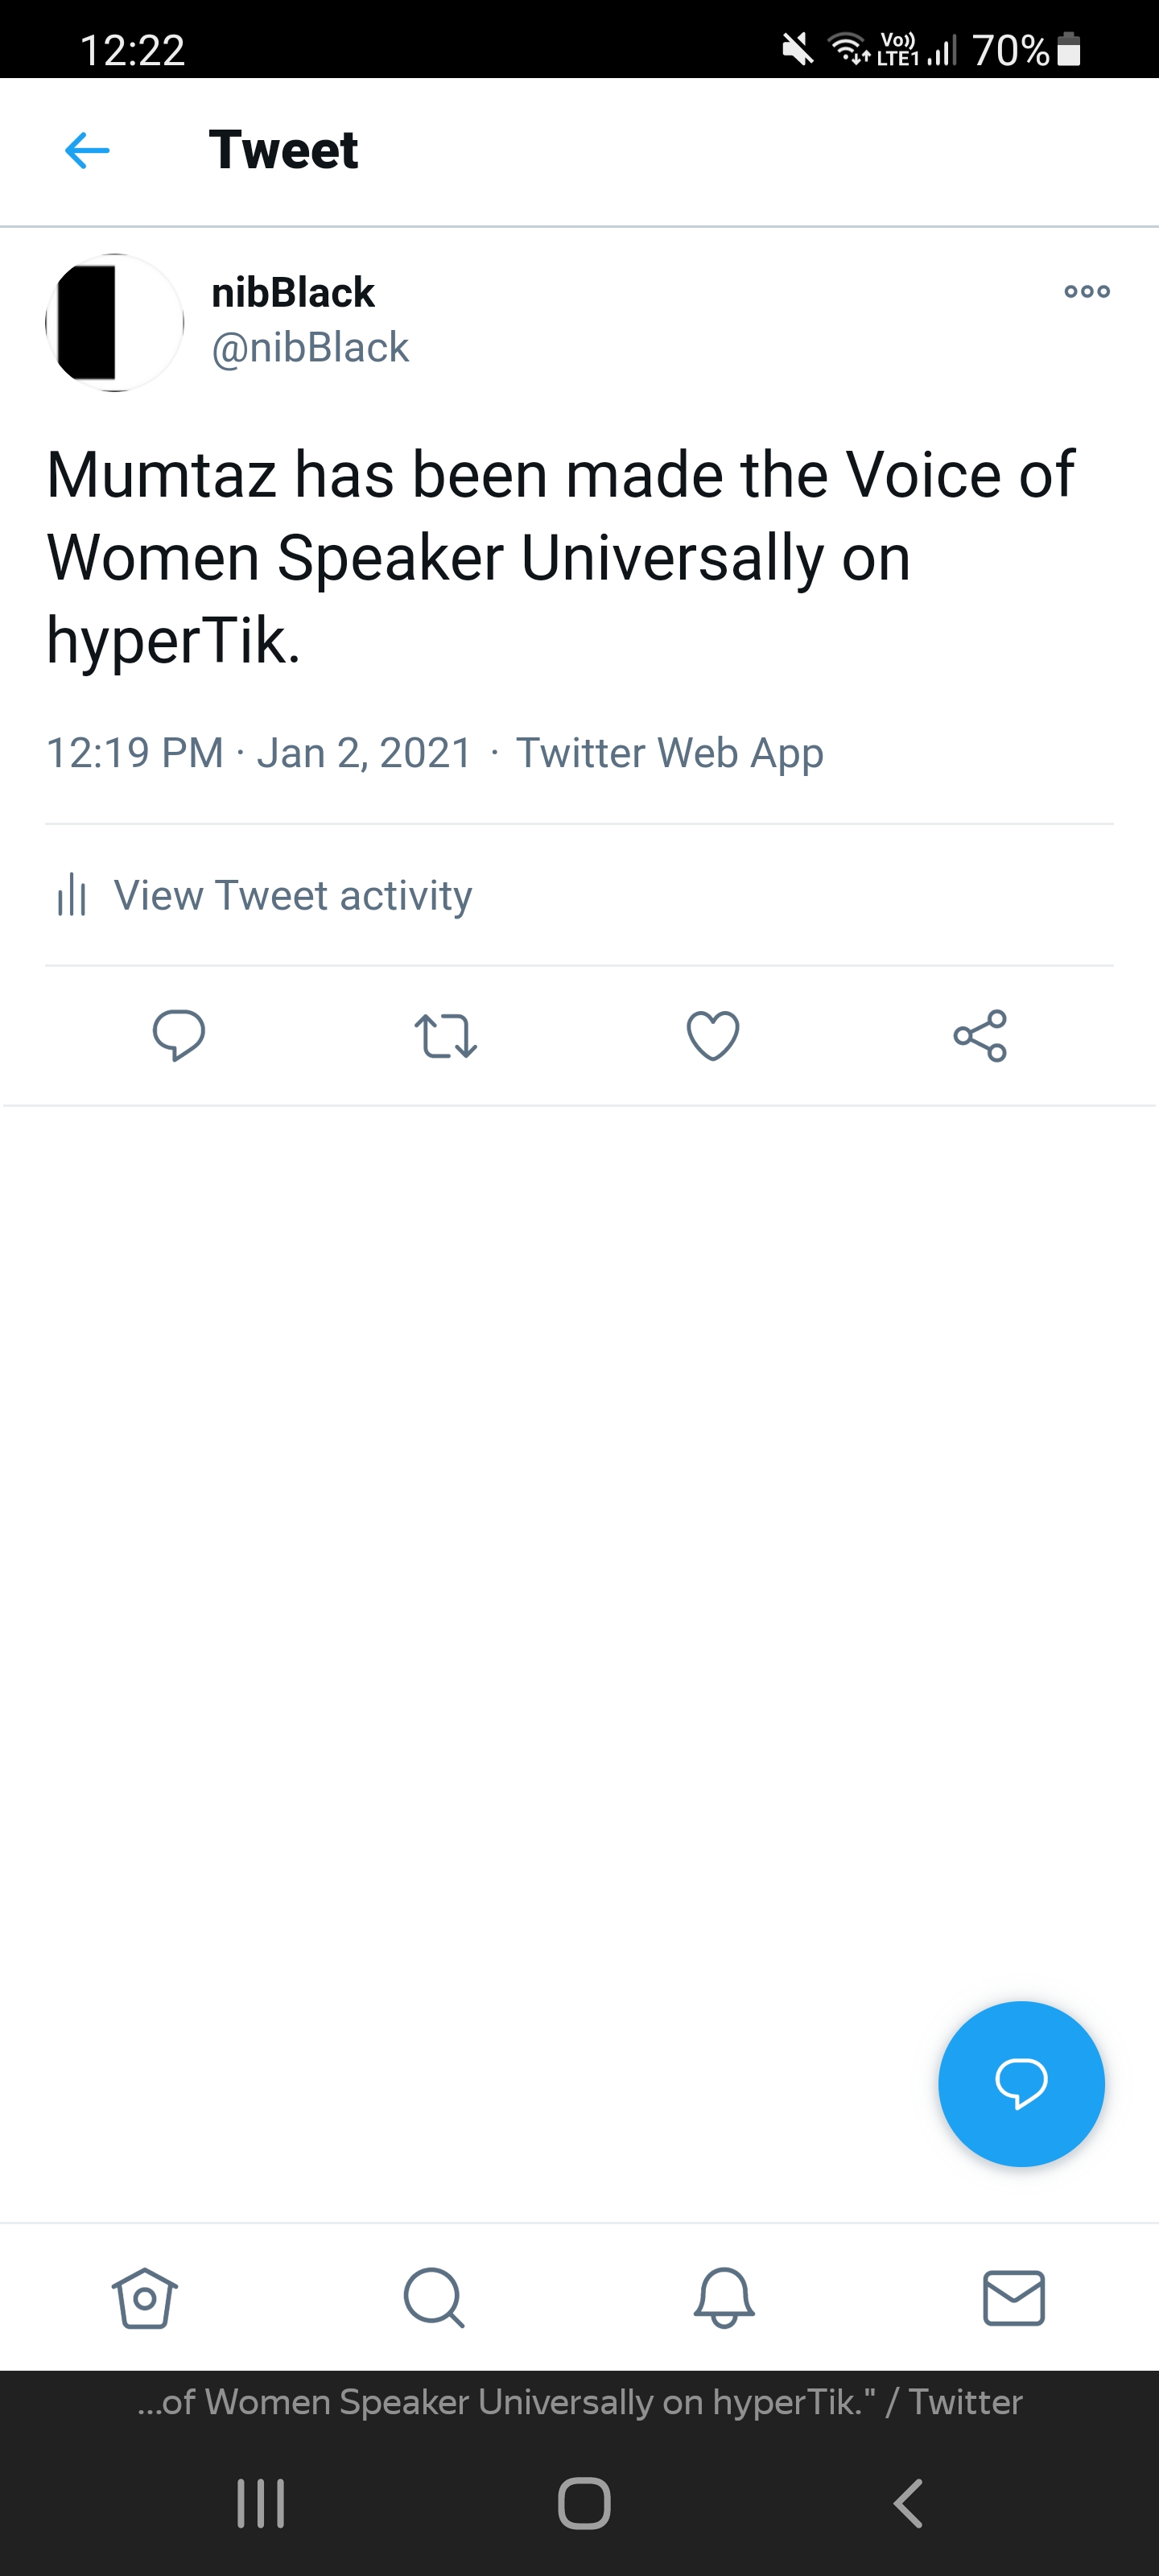 12:22 Vo)) LTE1 70%
Tweet
nibBlack
@nibBlack
Mumtaz has been made the Voice of
Women Speaker Universally on
hyperTik.
12:19 PM · Jan 2, 2021 · Twitter Web App
View Tweet activity
...of Women Speaker Universally on hyperTik." / Twitter